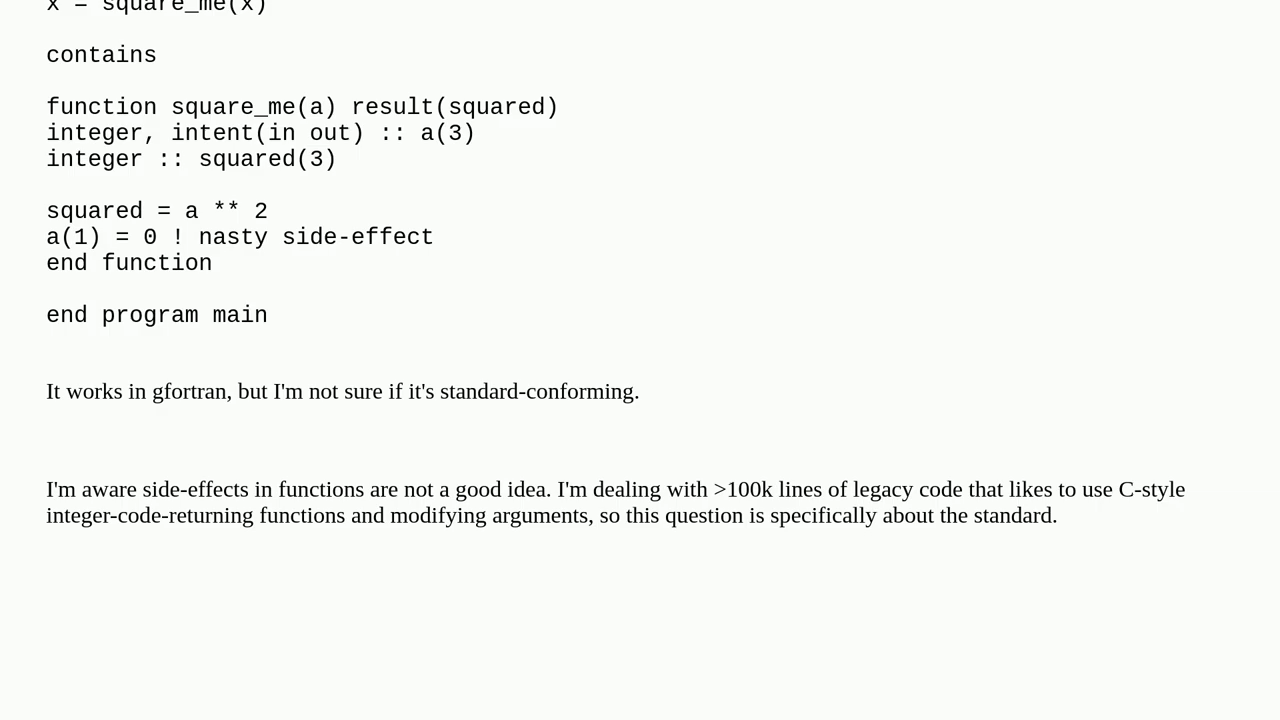 x = square_me(x)
contains
function square_me(a) result(squared)
integer, intent(in out) :: a(3)
integer :: squared(3)
squared = a ** 2
a(1) = 0 ! nasty side-effect
end function
end program main
It works in gfortran, but I'm not sure if it's standard-conforming.
I'm aware side-effects in functions are not a good idea. I'm dealing with >100k lines of legacy code that likes to use C-style
integer-code-returning functions and modifying arguments, so this question is specifically about the standard.